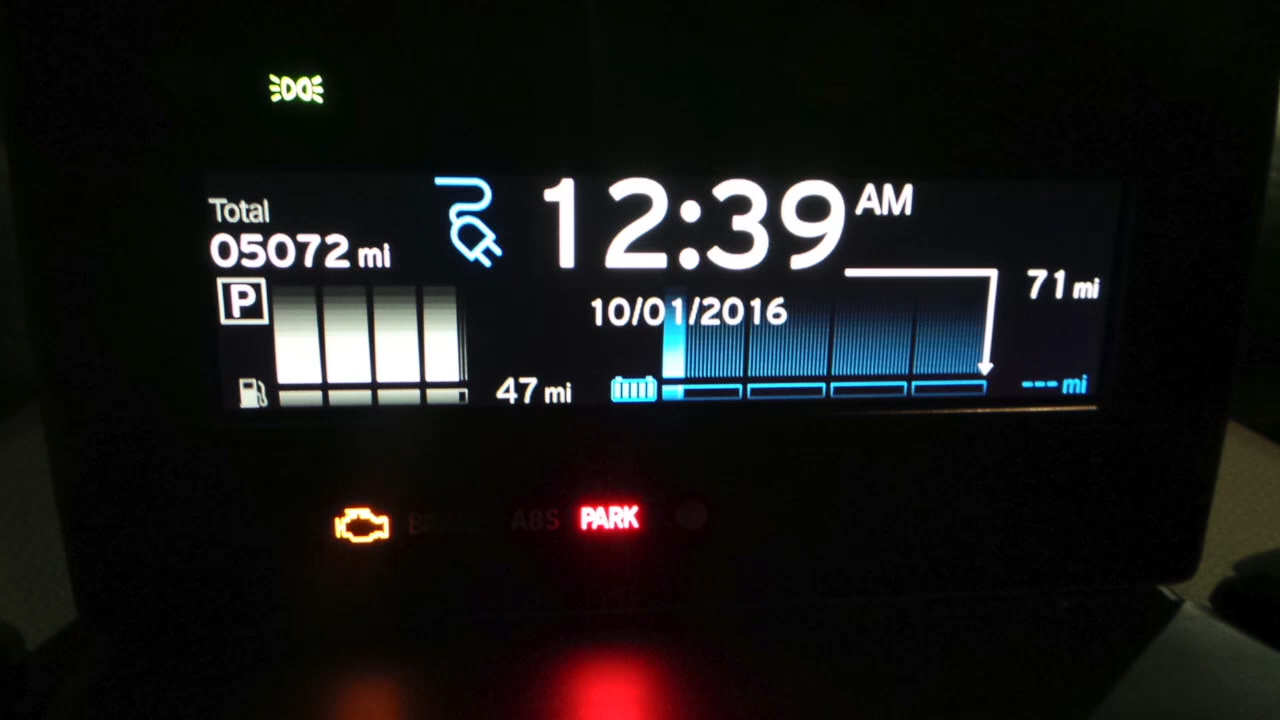 Total
05072 mi
12:39 AM
P
10/01/2016
71 mi
47 mi
--- mi
ABS
PARK